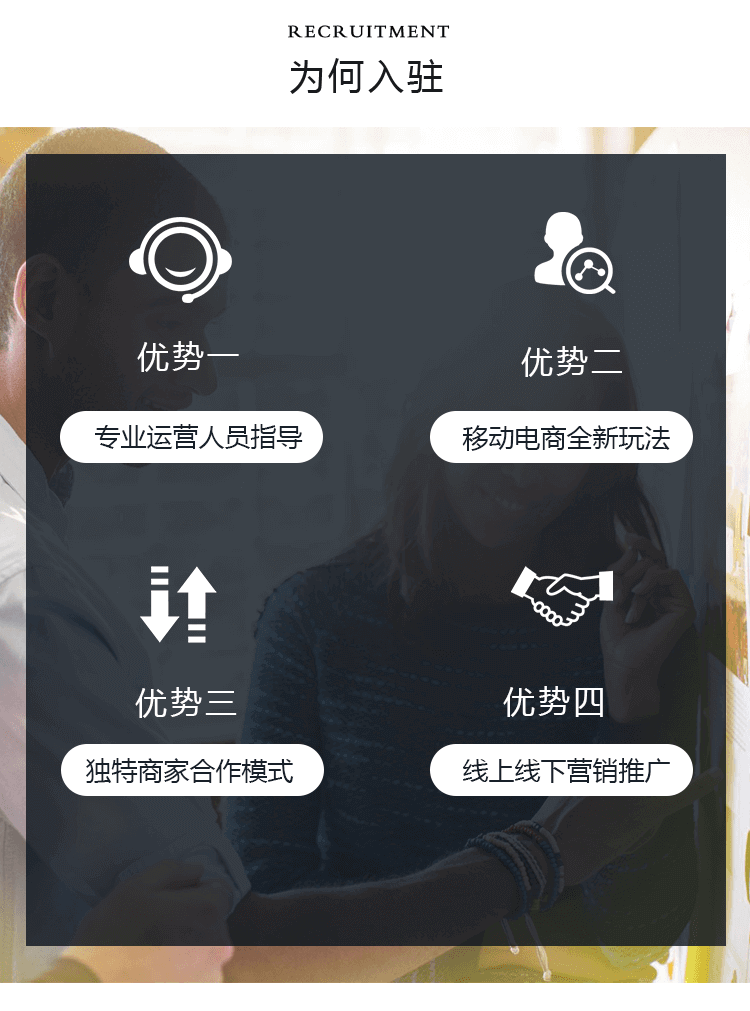 RECRUITMENT
为何入驻
优势一
优势二
专业运营人员指导
移动电商全新玩法
优势三
优势四
独特商家合作模式
线上线下营销推广